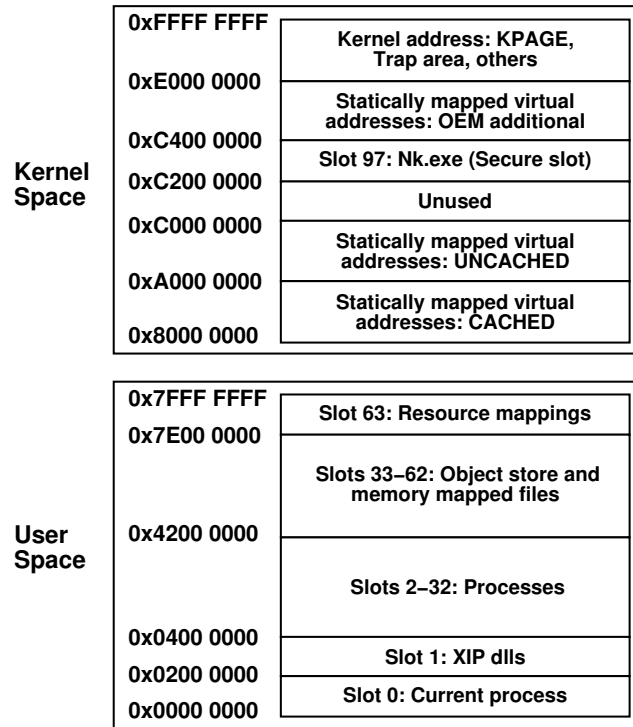 0xFFFF FFFF
Kernel address: KPAGE,
Trap area, others
0xE000 0000
Statically mapped virtual
addresses: OEM additional
0xC400 0000
Slot 97: Nk.exe (Secure slot)
Kernel
Space
0xC200 0000
Unused
0xC000 0000
Statically mapped virtual
addresses: UNCACHED
0xA000 0000
Statically mapped virtual
addresses: CACHED
0x8000 0000
0x7FFF FFFF
Slot 63: Resource mappings
0x7E00 0000
Slots 33–62: Object store and
memory mapped files
User
Space
0x4200 0000
Slots 2–32: Processes
0x0400 0000
Slot 1: XIP dlls
0x0200 0000
Slot 0: Current process
0x0000 0000